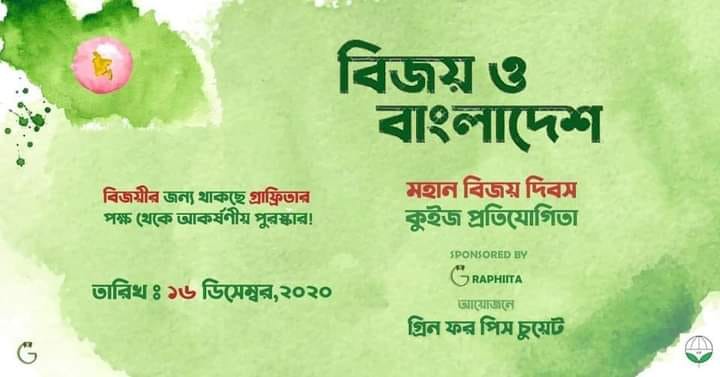 বিজয় ও
বাংলাদেশ
বিজয়ীর জন্য থাকছে গ্রাফ্রিতার
পক্ষ থেকে আকর্ষণীয় পুরস্কার!
তারিখ ঃ ১৬ ডিসেম্বর,২০২০
মহান বিজয় দিবস
কুইজ প্রতিযোগিতা
SPONSORED BY
GRAPHIITA
আয়োজনে
গ্রিন ফর পিস চুয়েট
G